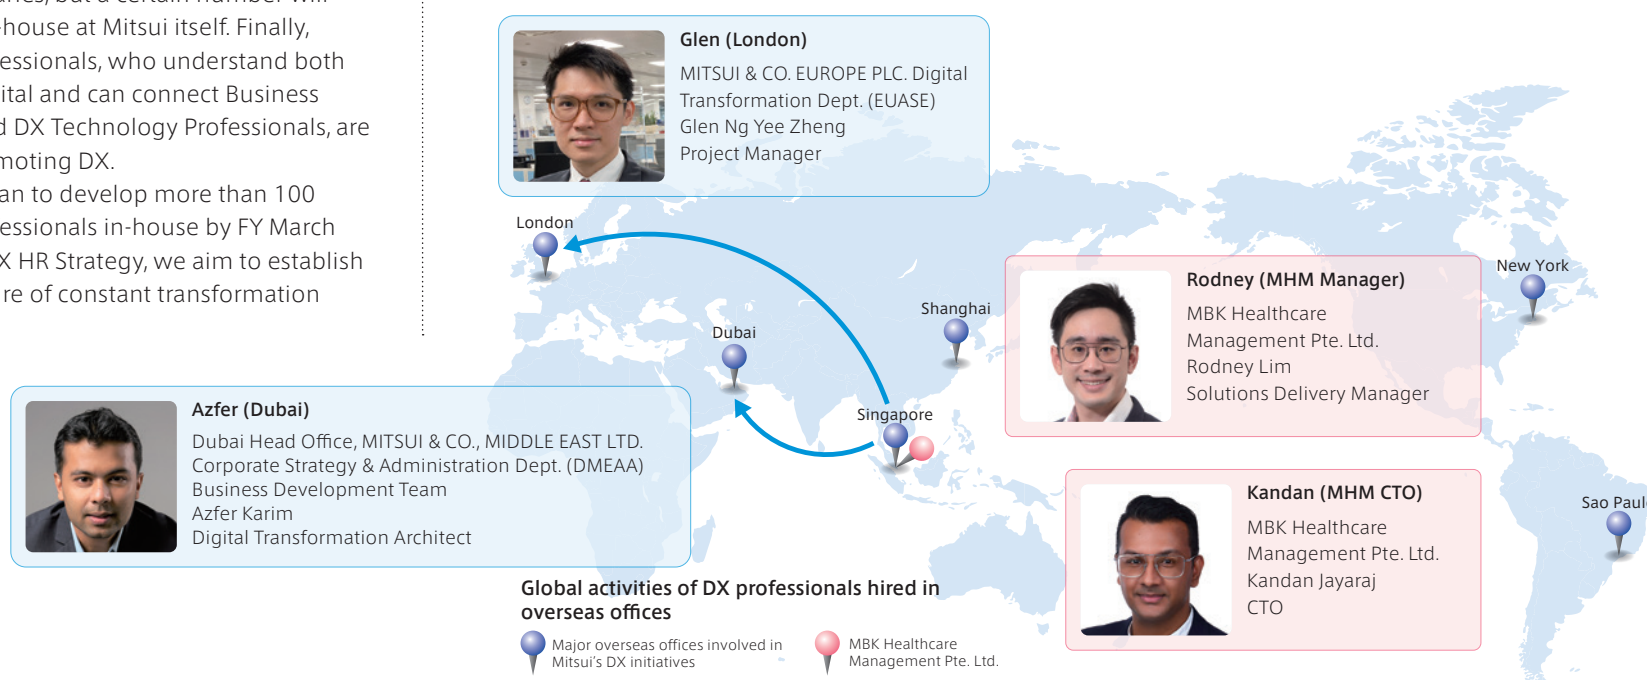 -house at Mitsui itself. Finally,
essionals, who understand both
ital and can connect Business
d DX Technology Professionals, are
moting DX.
an to develop more than 100
essionals in-house by FY March
X HR Strategy, we aim to establish
re of constant transformation
Glen (London)
MITSUI & CO. EUROPE PLC. Digital
Transformation Dept. (EUASE)
Glen Ng Yee Zheng
Project Manager
London
Dubai
Shanghai
Singapore
New York
Sao Paul
Rodney (MHM Manager)
MBK Healthcare
Management Pte. Ltd.
Rodney Lim
Solutions Delivery Manager
Azfer (Dubai)
Dubai Head Office, MITSUI & CO., MIDDLE EAST LTD.
Corporate Strategy & Administration Dept. (DMEAA)
Business Development Team
Azfer Karim
Digital Transformation Architect
Kandan (MHM CTO)
MBK Healthcare
Management Pte. Ltd.
Kandan Jayaraj
CTO
Global activities of DX professionals hired in
overseas offices
Major overseas offices involved in
Mitsui's DX initiatives
MBK Healthcare
Management Pte. Ltd.